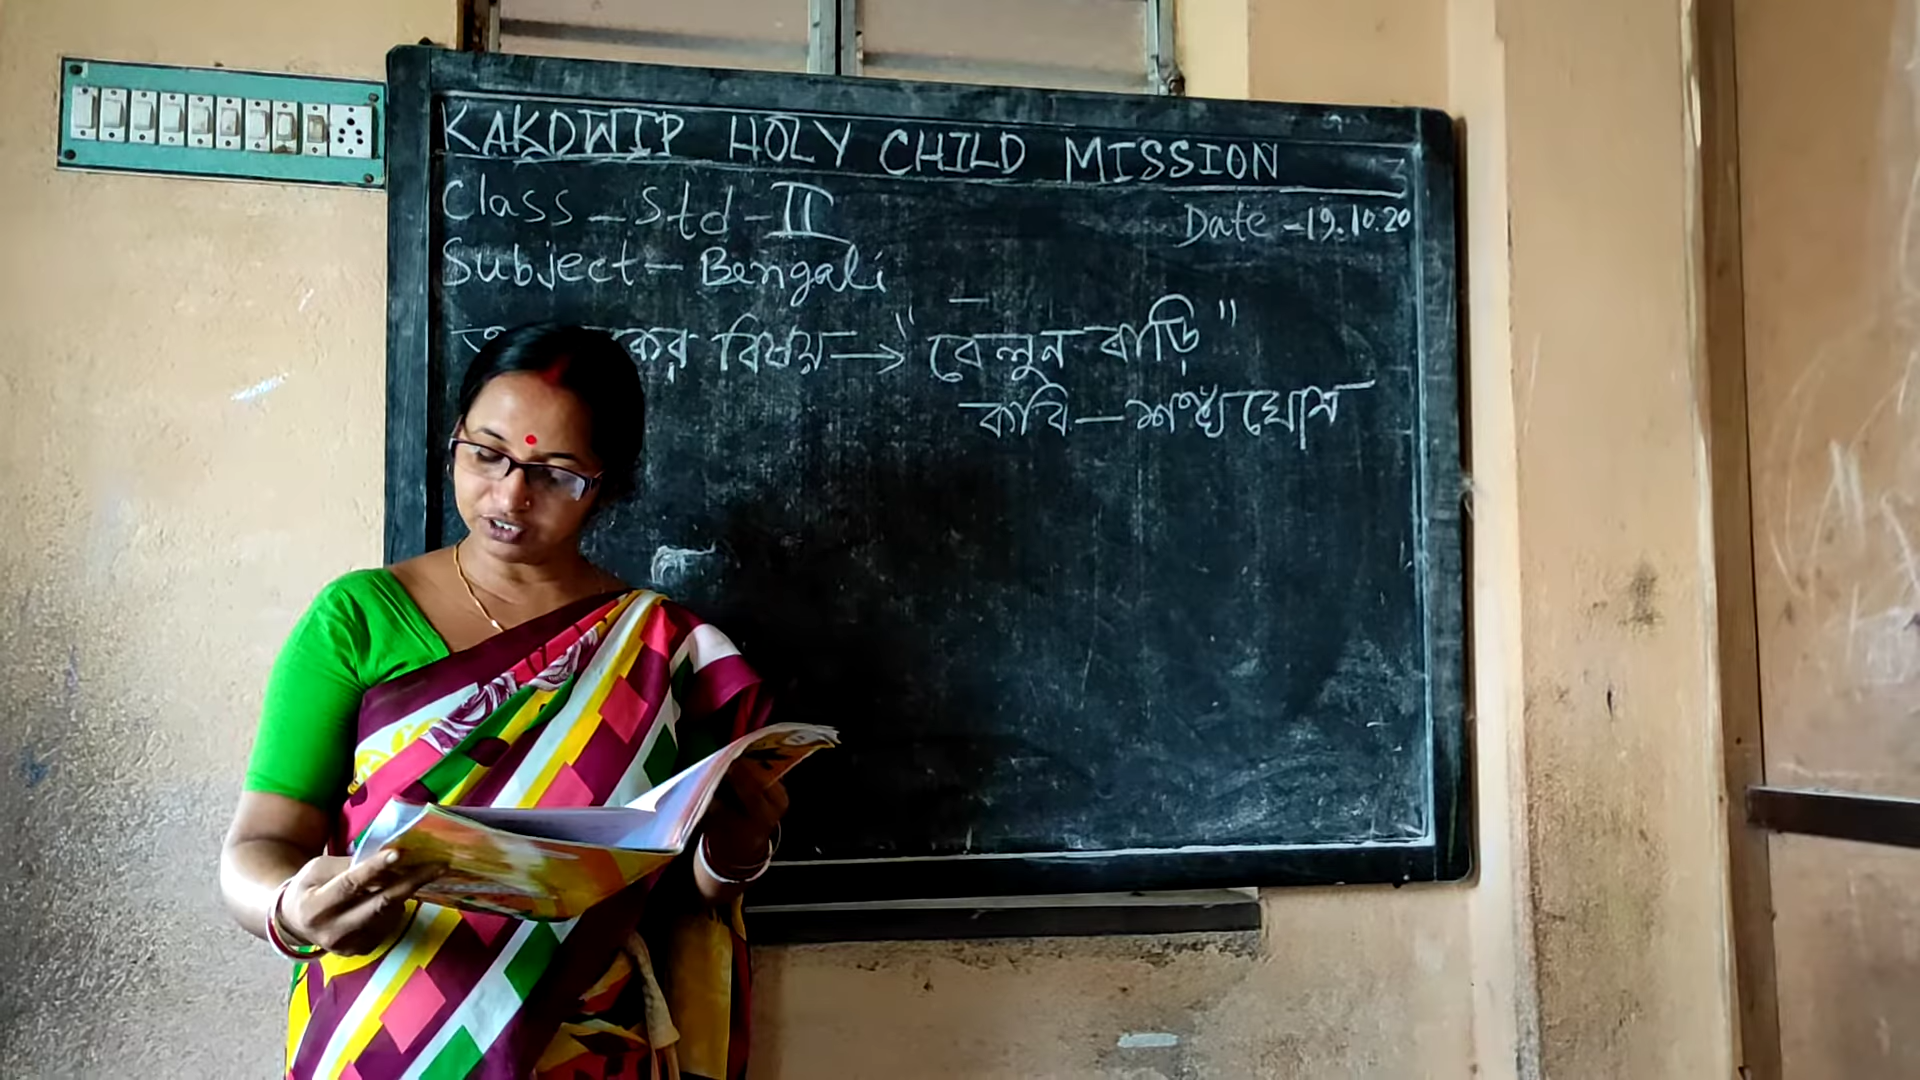 KAKDWIP HOLY CHILD MISSION
Class - Std - II
Date - 19.10.20
Subject - Bengali
বিষয় → "বেলুন বাড়ি"
কবি - শঙ্খ ঘোষ